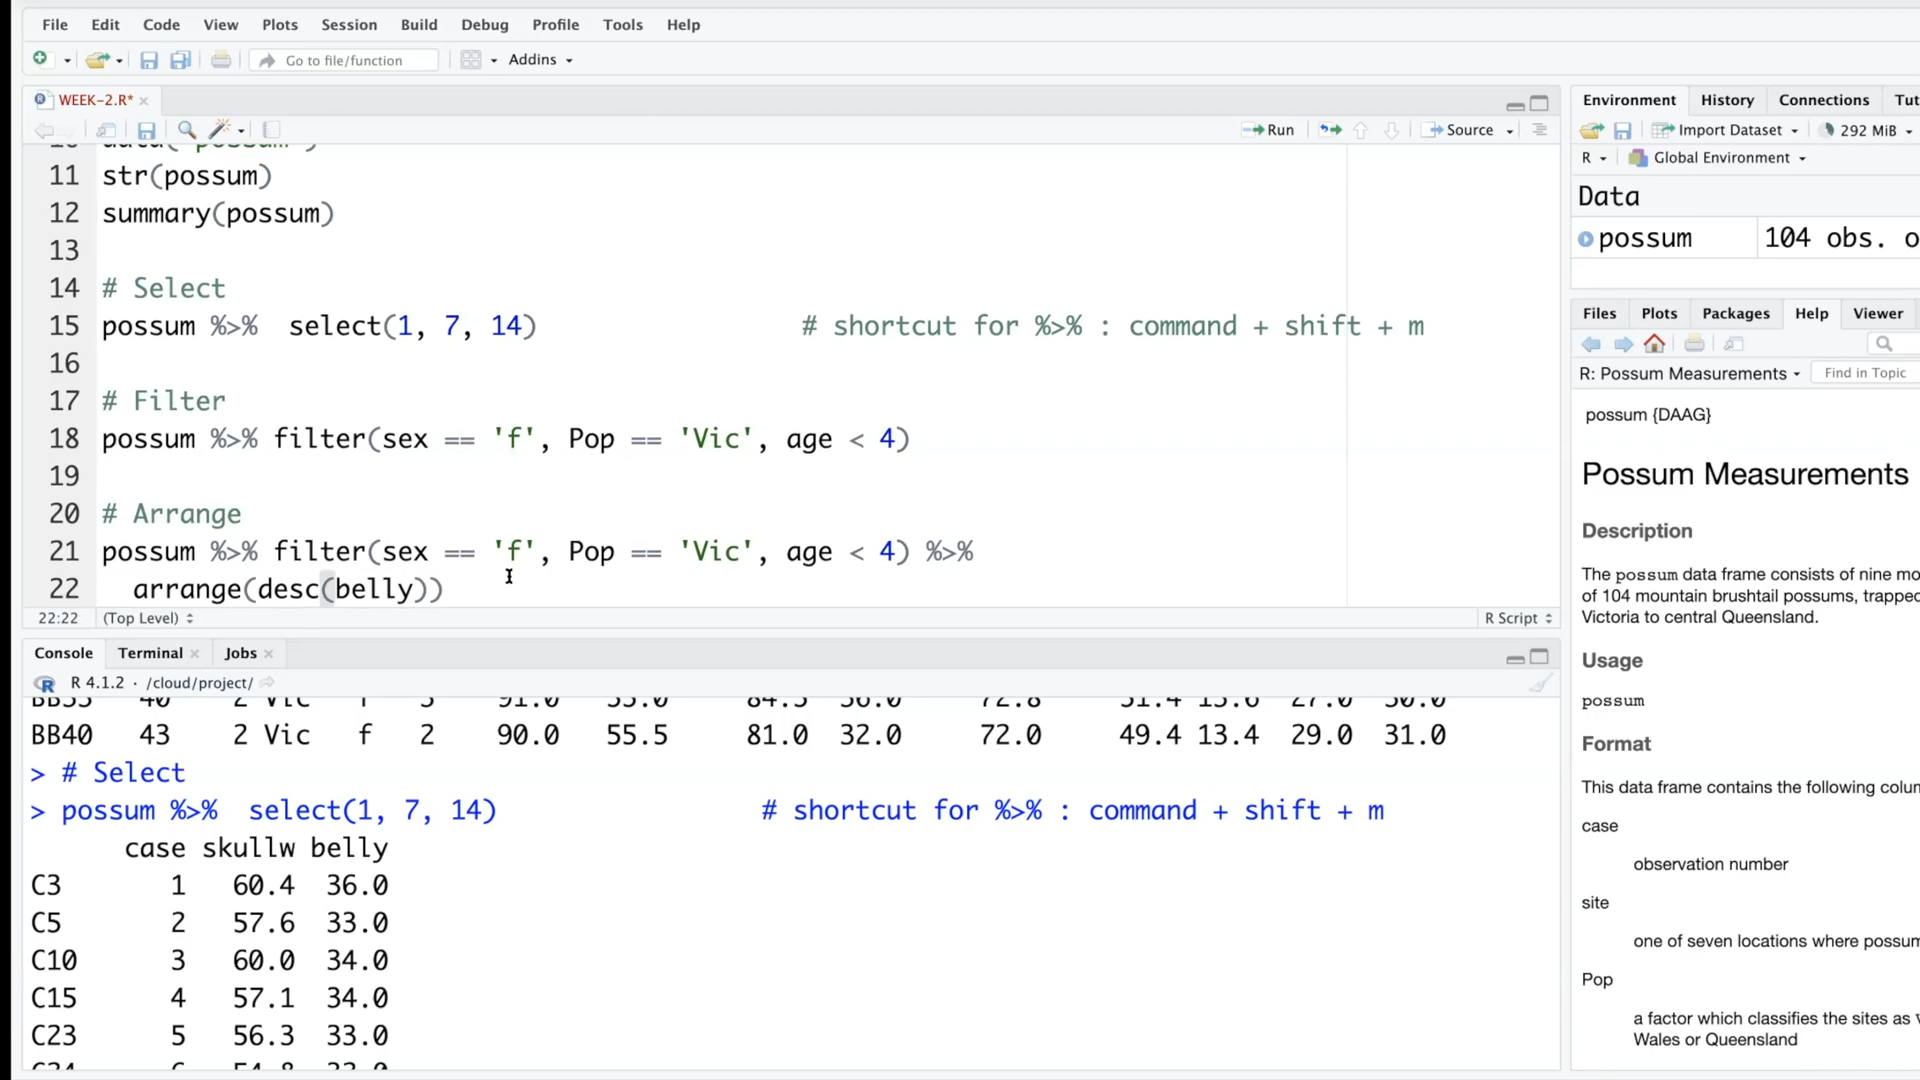 File Edit Code View Plots Session Build Debug Profile Tools Help
Go to file/function Addins
WEEK-2.R*
Run Source
10 data("possum")
11 str(possum)
12 summary(possum)
13
14 # Select
15 possum %>%  select(1, 7, 14) # shortcut for %>% : command + shift + m
16
17 # Filter
18 possum %>% filter(sex == 'f', Pop == 'Vic', age < 4)
19
20 # Arrange
21 possum %>% filter(sex == 'f', Pop == 'Vic', age < 4) %>%
22 arrange(desc(belly))
22:22 (Top Level) R Script
Console Terminal Jobs
R 4.1.2 · /cloud/project/
BB40 43 2 Vic f 2 90.0 55.5 81.0 32.0 72.0 49.4 13.4 29.0 31.0
> # Select
> possum %>%  select(1, 7, 14) # shortcut for %>% : command + shift + m
case skullw belly
C3 1 60.4 36.0
C5 2 57.6 33.0
C10 3 60.0 34.0
C15 4 57.1 34.0
C23 5 56.3 33.0
Environment History Connections Tut
Import Dataset 292 MiB
R Global Environment
Data
possum 104 obs. o
Files Plots Packages Help Viewer
R: Possum Measurements Find in Topic
possum {DAAG}
Possum Measurements
Description
The possum data frame consists of nine mo
of 104 mountain brushtail possums, trapped
Victoria to central Queensland.
Usage
possum
Format
This data frame contains the following colum
case
observation number
site
one of seven locations where possum
Pop
a factor which classifies the sites as
Wales or Queensland